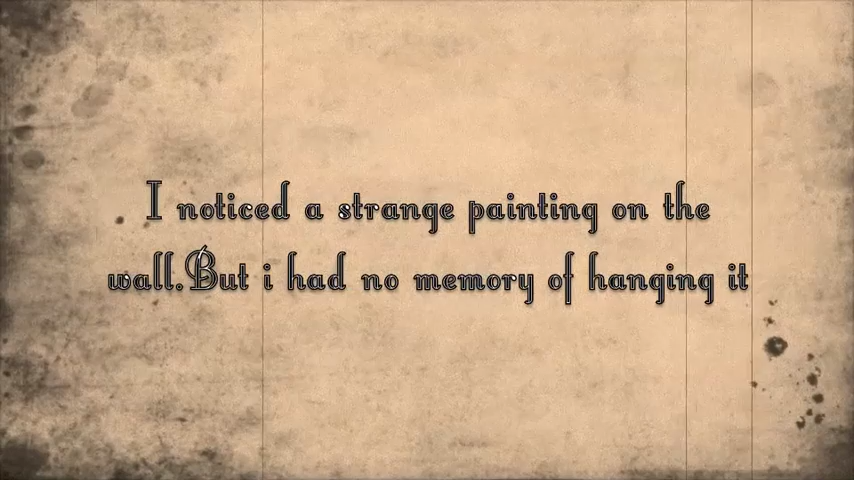 I noticed a strange painting on the
wall.But i had no memory of hanging it